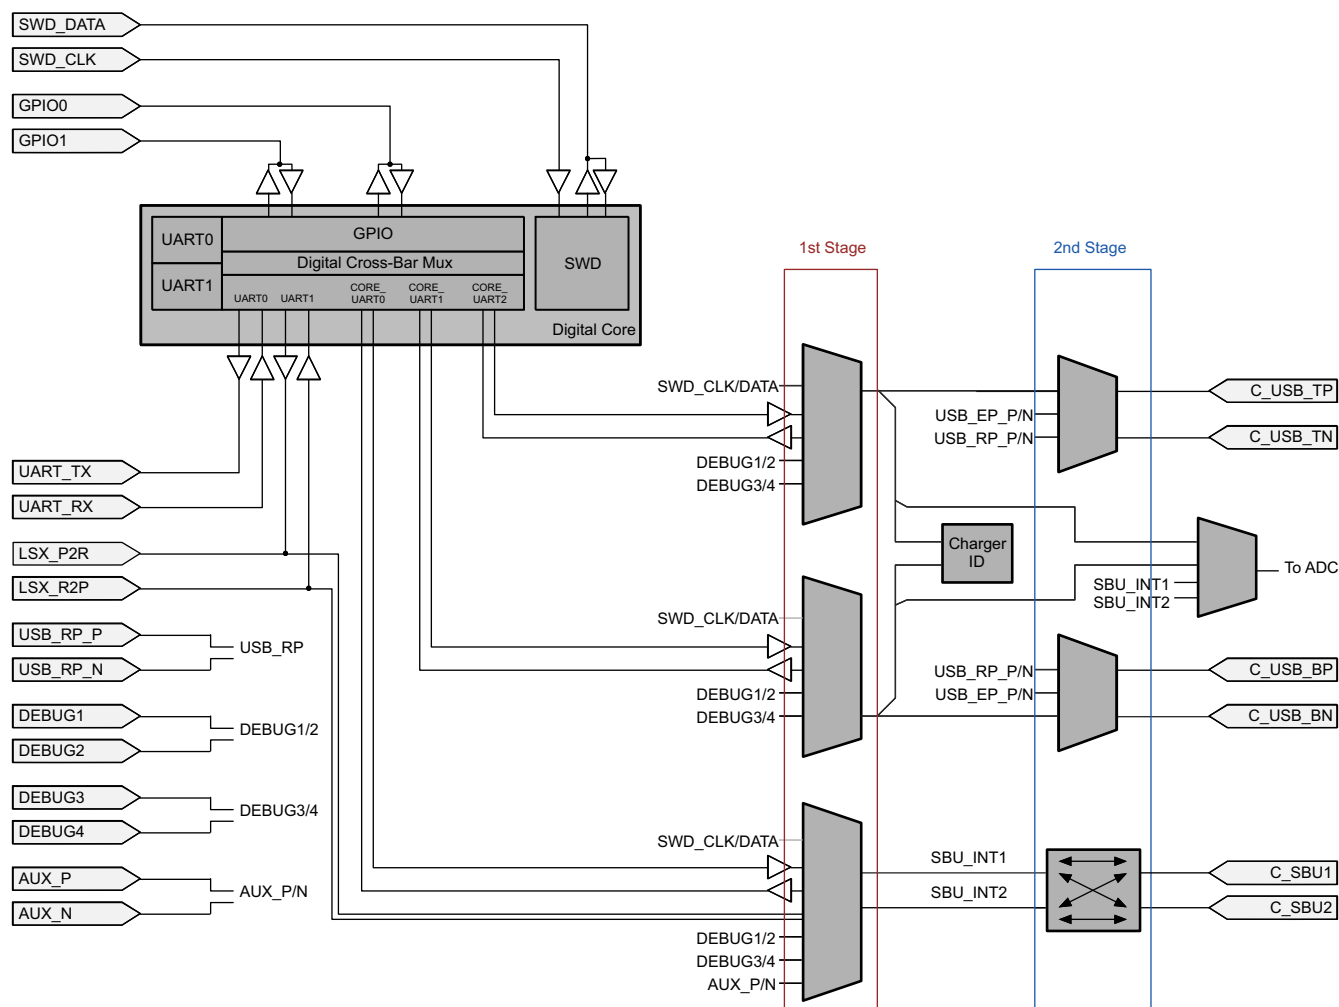 SWD_DATA
SWD_CLK
GPIO0
GPIO1
UART0
GPIO
Digital Cross-Bar Mux
SWD
UART1
UART0
UART1
CORE_
UART0
CORE_
UART1
CORE_
UART2
Digital Core
1st Stage
2nd Stage
SWD_CLK/DATA
DEBUG1/2
DEBUG3/4
USB_EP_P/N
USB_RP_P/N
C_USB_TP
C_USB_TN
UART_TX
UART_RX
LSX_P2R
LSX_R2P
Charger
ID
SBU_INT1
SBU_INT2
To ADC
USB_RP_P
USB_RP_N
USB_RP
SWD_CLK/DATA
DEBUG1/2
DEBUG3/4
USB_RP_P/N
USB_EP_P/N
C_USB_BP
C_USB_BN
DEBUG1
DEBUG2
DEBUG1/2
DEBUG3
DEBUG4
DEBUG3/4
AUX_P
AUX_N
AUX_P/N
SWD_CLK/DATA
DEBUG1/2
DEBUG3/4
AUX_P/N
SBU_INT1
SBU_INT2
C_SBU1
C_SBU2